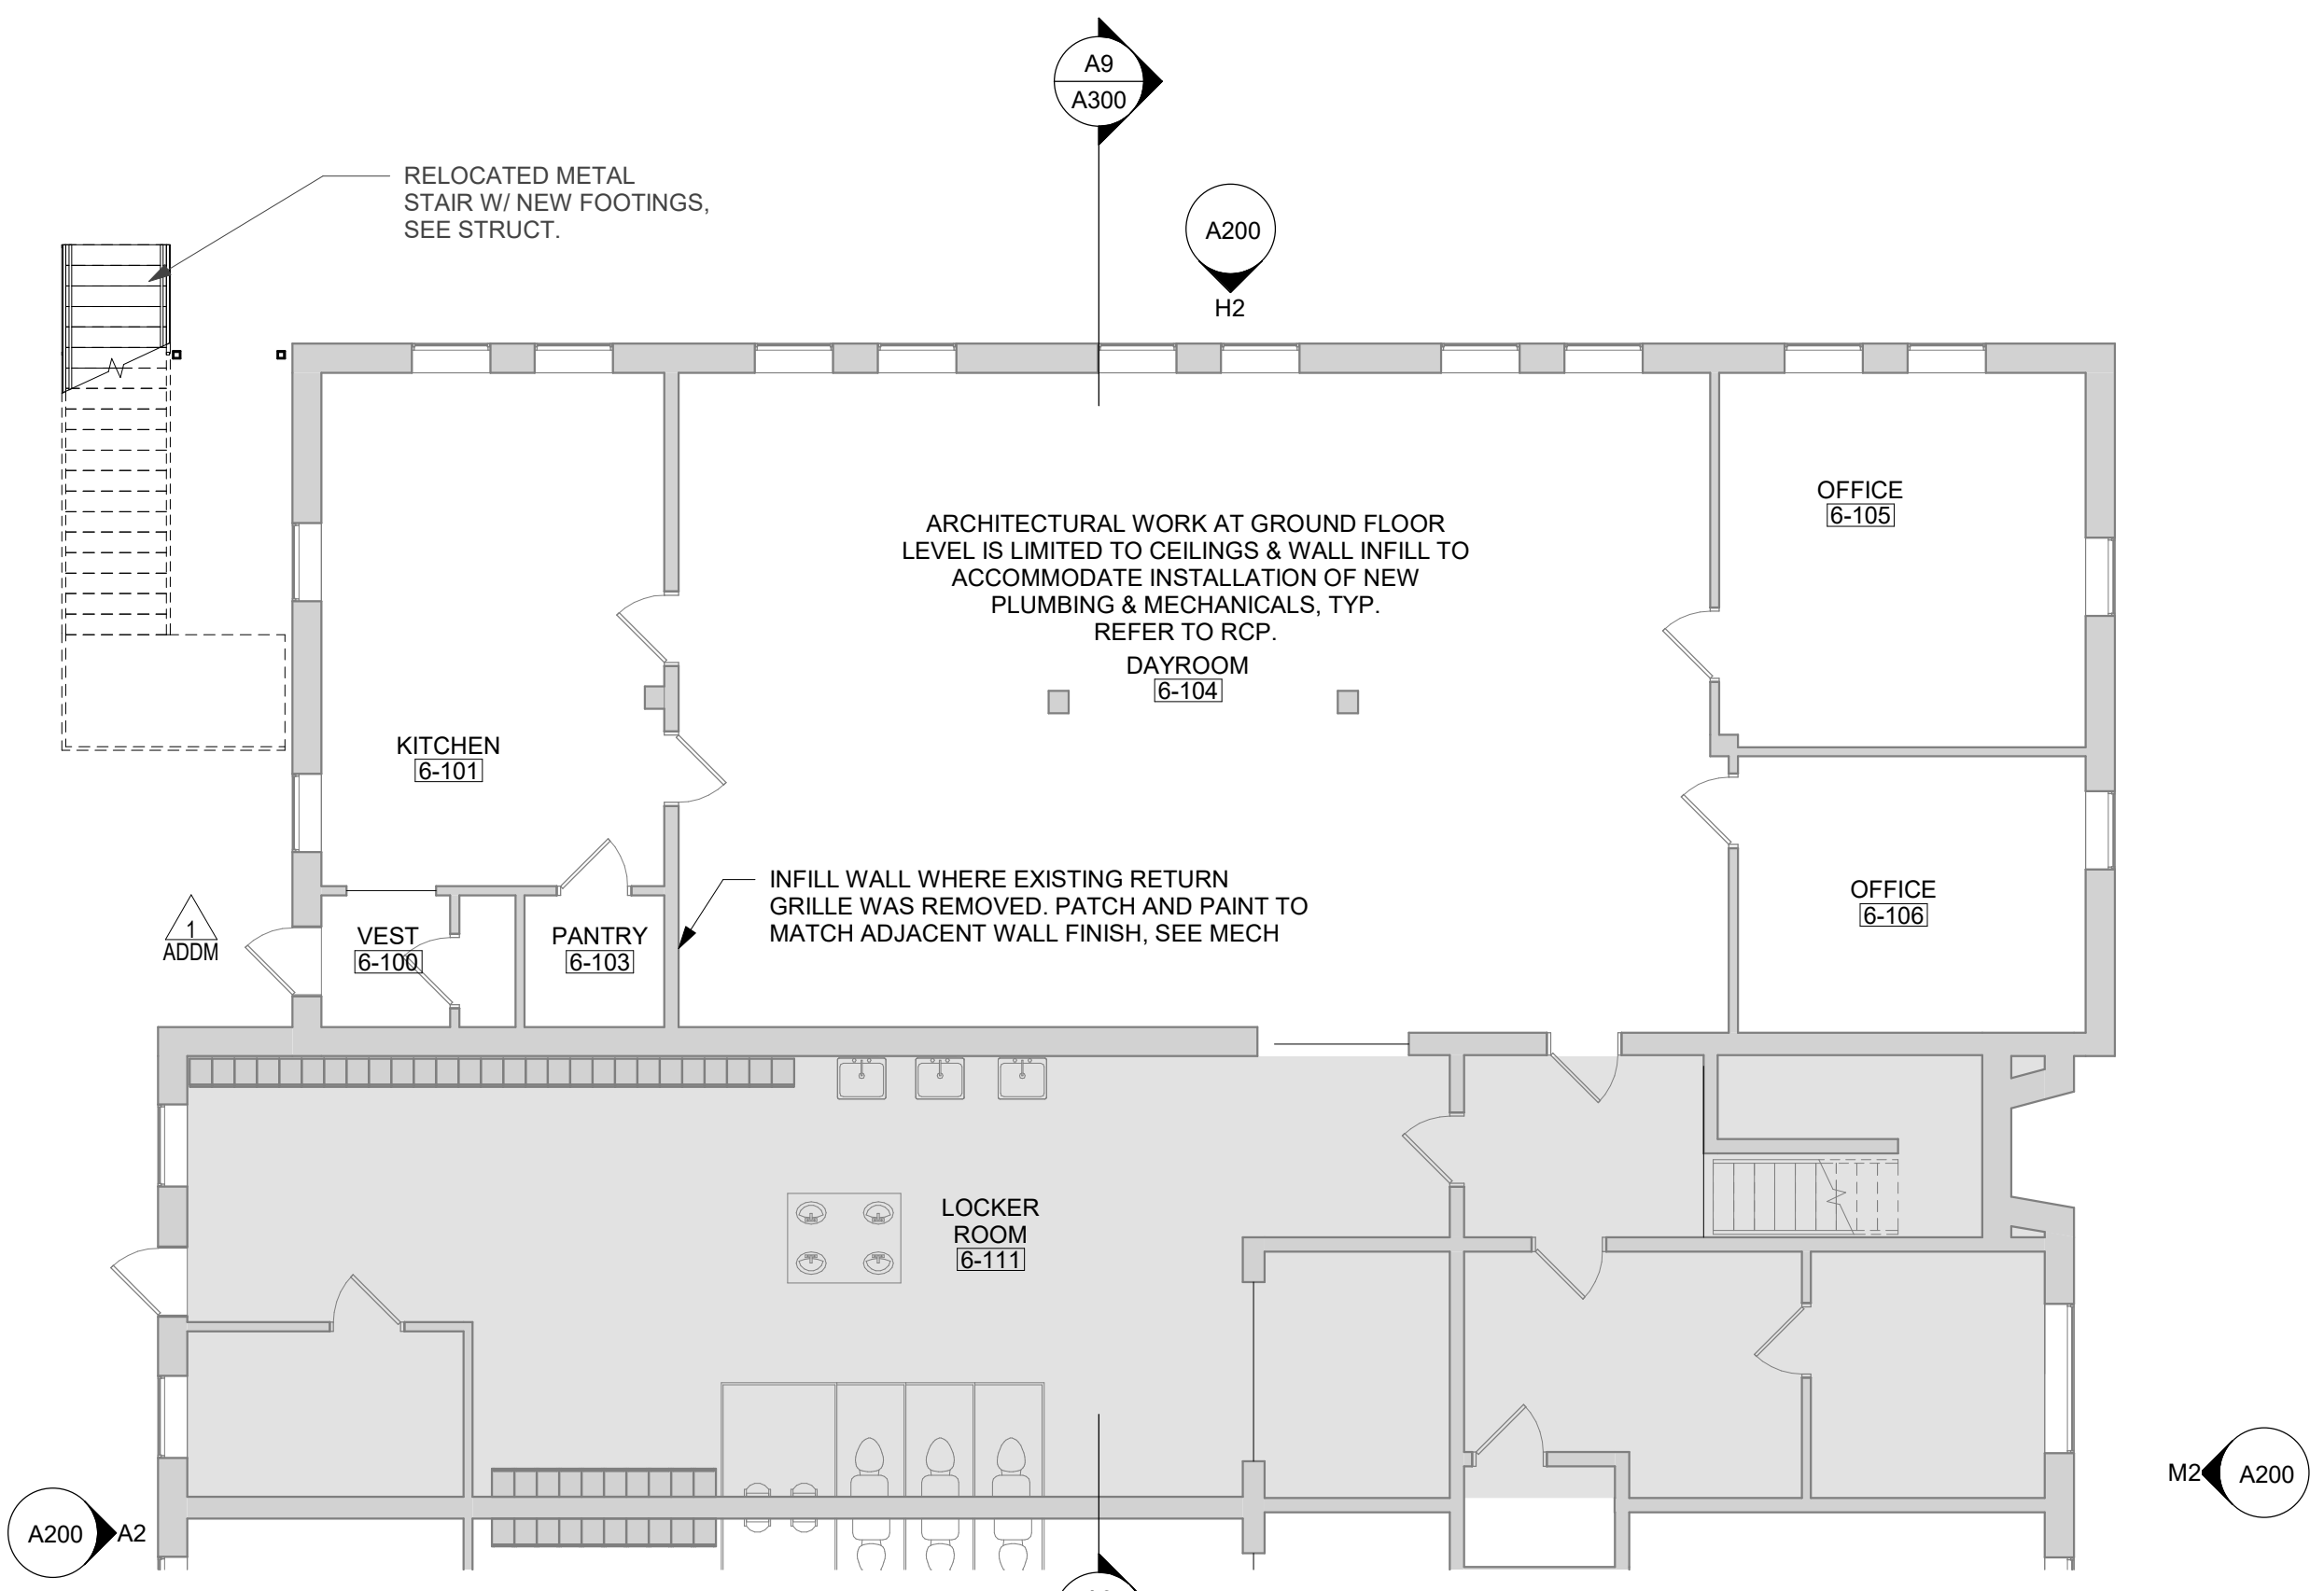 A9
A300
RELOCATED METAL
STAIR W/ NEW FOOTINGS,
SEE STRUCT.
A200
H2
OFFICE
6-105
ARCHITECTURAL WORK AT GROUND FLOOR
LEVEL IS LIMITED TO CEILINGS & WALL INFILL TO
ACCOMMODATE INSTALLATION OF NEW
PLUMBING & MECHANICALS, TYP.
REFER TO RCP.
DAYROOM
6-104
KITCHEN
6-101
INFILL WALL WHERE EXISTING RETURN
GRILLE WAS REMOVED. PATCH AND PAINT TO
MATCH ADJACENT WALL FINISH, SEE MECH
OFFICE
6-106
1
ADDM
VEST
6-100
PANTRY
6-103
LOCKER
ROOM
6-111
M2
A200
A200
A2